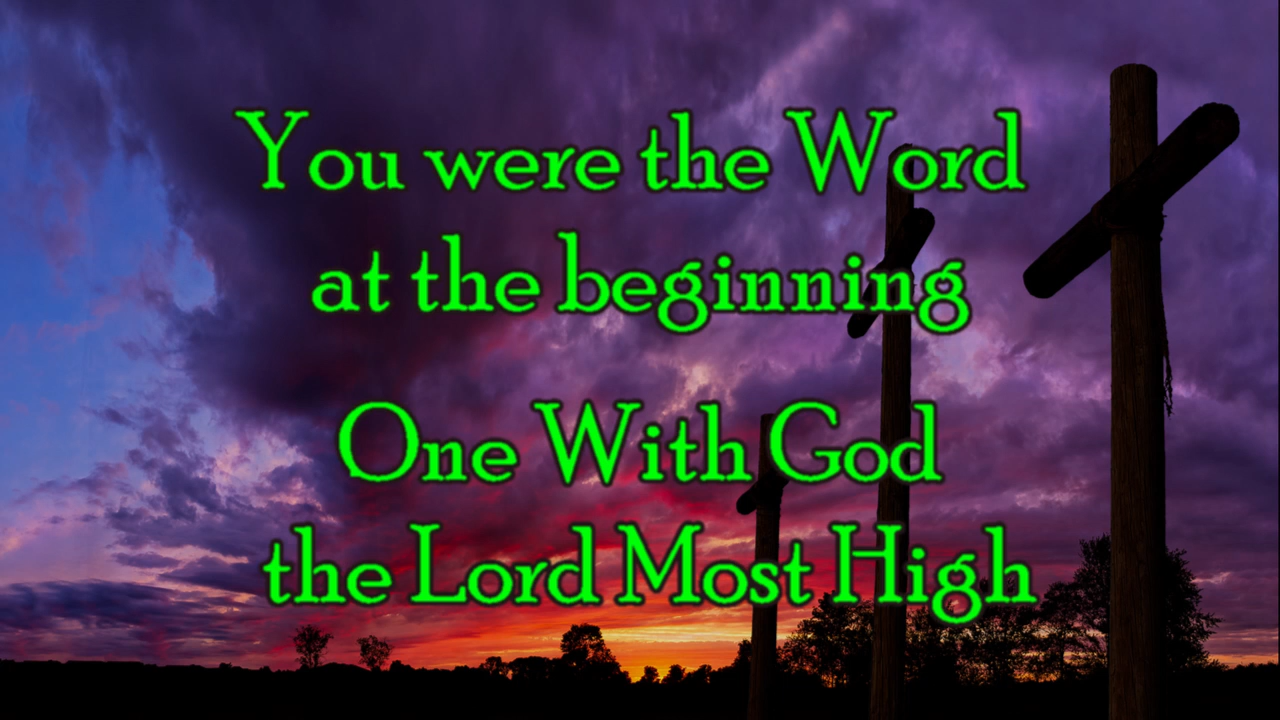 You were the Word
at the beginning
One With God
the Lord Most High